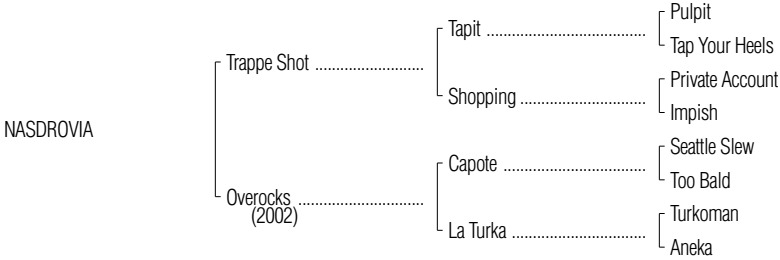 Pulpit
Tapit
Tap Your Heels
Trappe Shot
Private Account
Shopping
Impish
NASDROVIA
Seattle Slew
Capote
Too Bald
Overocks
(2002)
Turkoman
La Turka
Aneka